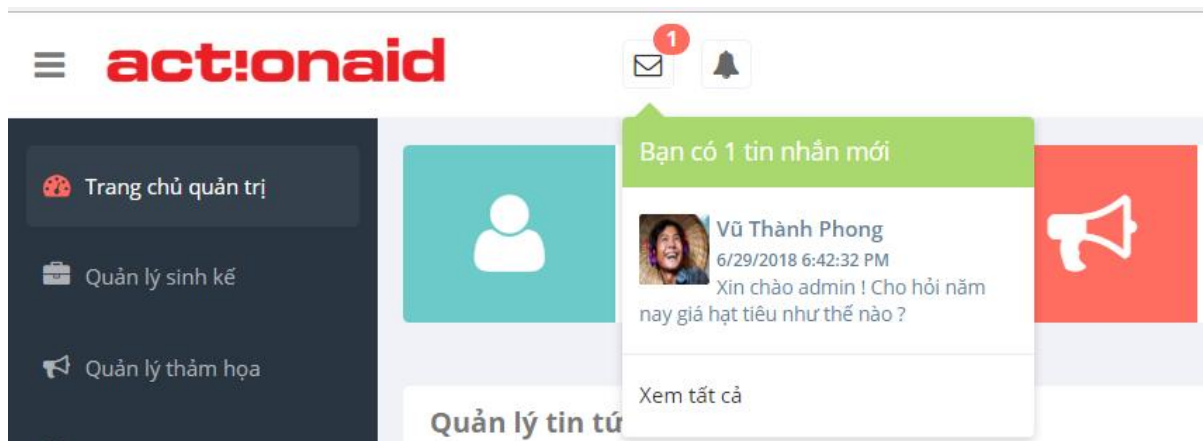 act!onaid
1
Bạn có 1 tin nhắn mới
Trang chủ quản trị
Vũ Thành Phong
6/29/2018 6:42:32 PM
Xin chào admin ! Cho hỏi năm
nay giá hạt tiêu như thế nào ?
Quản lý sinh kế
Quản lý thảm họa
Xem tất cả
Quản lý tin tứ